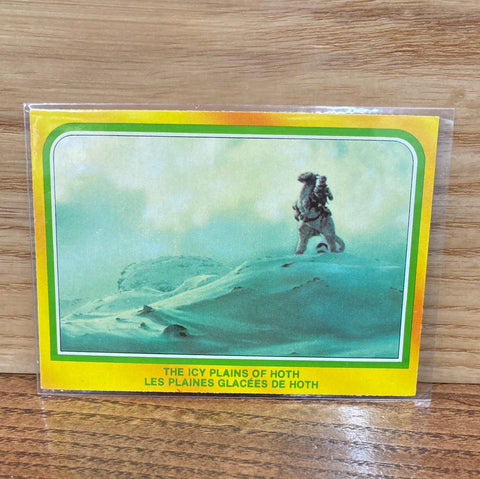 THE ICY PLAINS OF HOTH
LES PLAINES GLACÉES DE HOTH